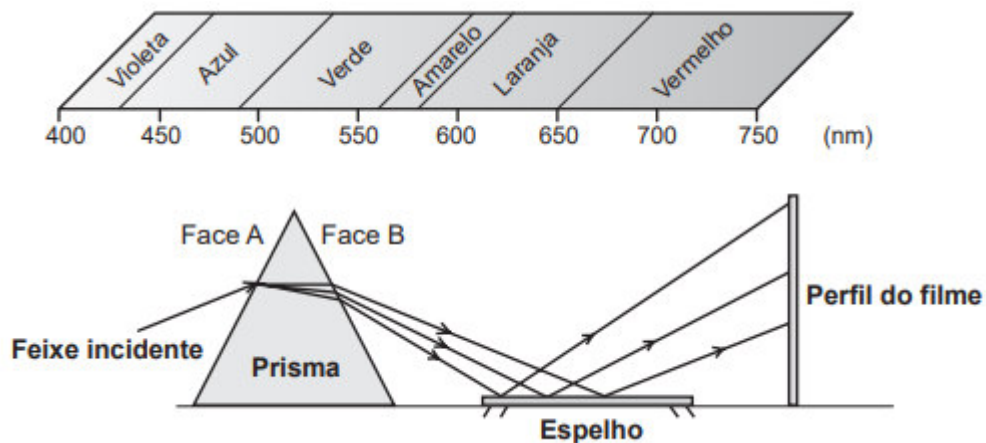 Violeta Azul Verde Amarelo Laranja Vermelho
400 450 500 550 600 650 700 750 (nm)
Face A Face B
Perfil do filme
Feixe incidente
Prisma
Espelho